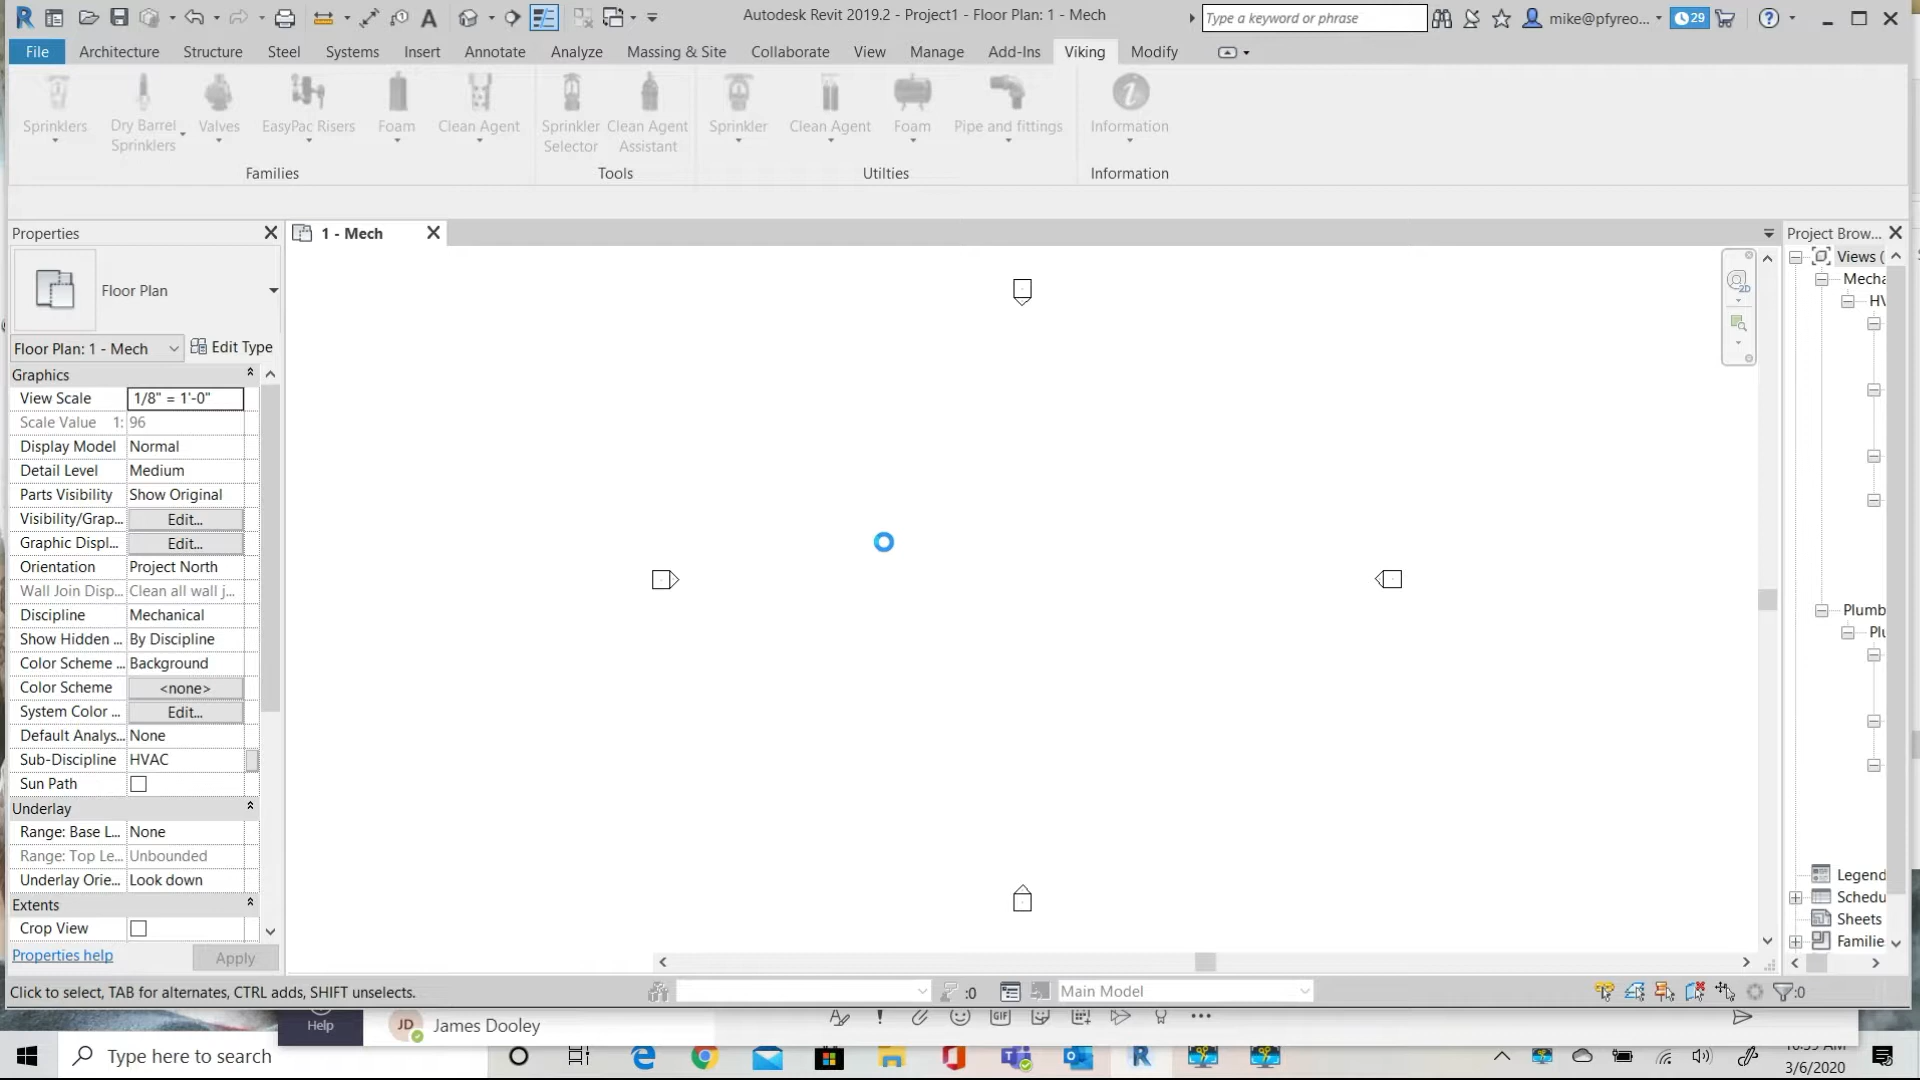 Autodesk Revit 2019.2 - Project1 - Floor Plan: 1 - Mech
Type a keyword or phrase
mike@pfyreo...
29
File Architecture Structure Steel Systems Insert Annotate Analyze Massing & Site Collaborate View Manage Add-Ins Viking Modify
Sprinklers
Dry Barrel
Sprinklers
Valves
EasyPac Risers
Foam
Clean Agent
Sprinkler
Selector
Clean Agent
Assistant
Sprinkler
Clean Agent
Foam
Pipe and fittings
Information
Families
Tools
Utilties
Information
Properties
1 - Mech
Project Brow...
Floor Plan
Floor Plan: 1 - Mech
Edit Type
Graphics
View Scale 1/8" = 1'-0"
Scale Value 1: 96
Display Model Normal
Detail Level Medium
Parts Visibility Show Original
Visibility/Grap... Edit...
Graphic Displ... Edit...
Orientation Project North
Wall Join Disp... Clean all wall j...
Discipline Mechanical
Show Hidden ... By Discipline
Color Scheme ... Background
Color Scheme <none>
System Color ... Edit...
Default Analys... None
Sub-Discipline HVAC
Sun Path
Underlay
Range: Base L... None
Range: Top Le... Unbounded
Underlay Orie... Look down
Extents
Crop View
Properties help
Apply
2D
Views (
Mecha
HV
Plumb
Plu
Legend
Schedu
Sheets
Familie
Click to select, TAB for alternates, CTRL adds, SHIFT unselects.
:0
Main Model
:0
Help
JD
James Dooley
GIF
Type here to search
3/6/2020